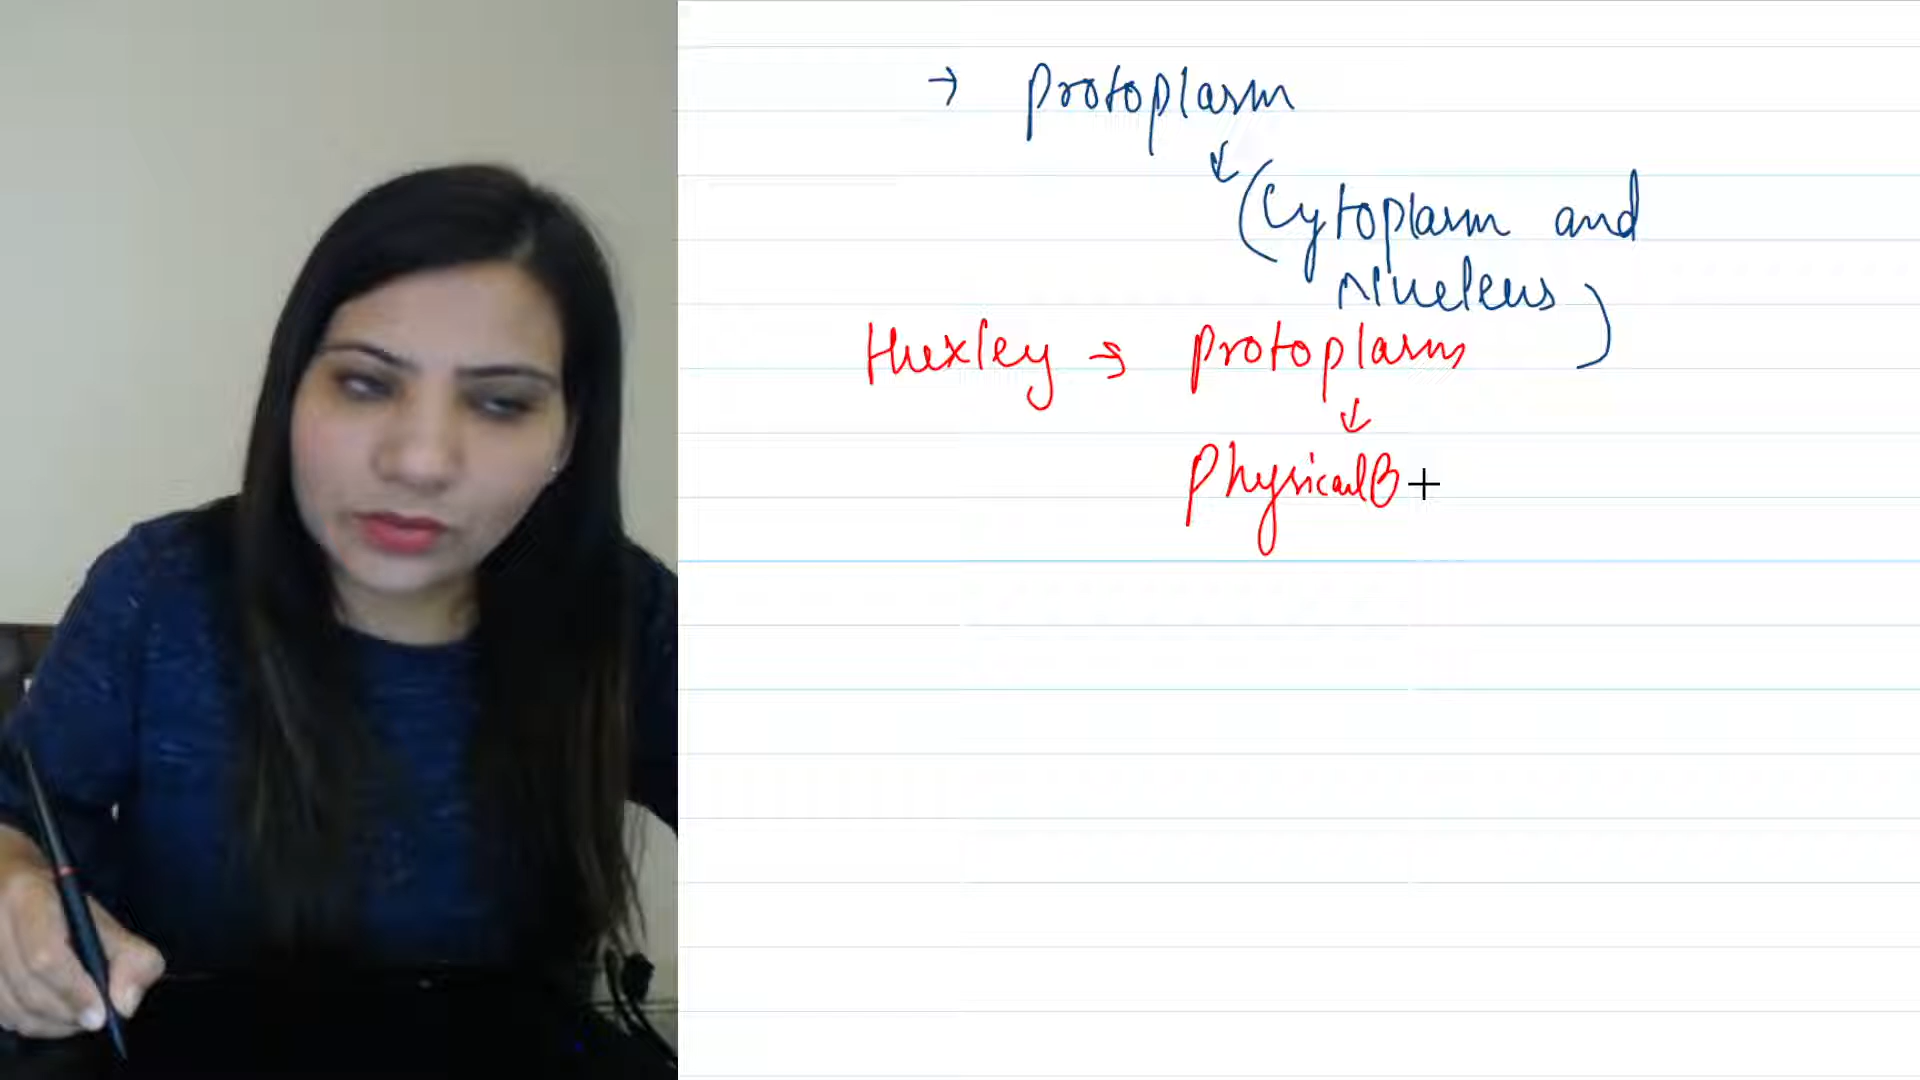 → Protoplasm
↓
(Cytoplasm and
Nucleus)
Huxley → Protoplasm
↓
Physical B